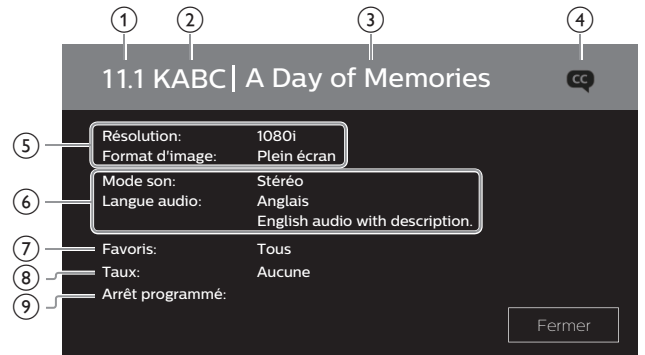 ① ② ③ ④
11.1 KABC | A Day of Memories CC
⑤ Résolution: 1080i
Format d'image: Plein écran
⑥ Mode son: Stéréo
Langue audio: Anglais
English audio with description.
⑦ Favoris: Tous
⑧ Taux: Aucune
⑨ Arrêt programmé:
Fermer